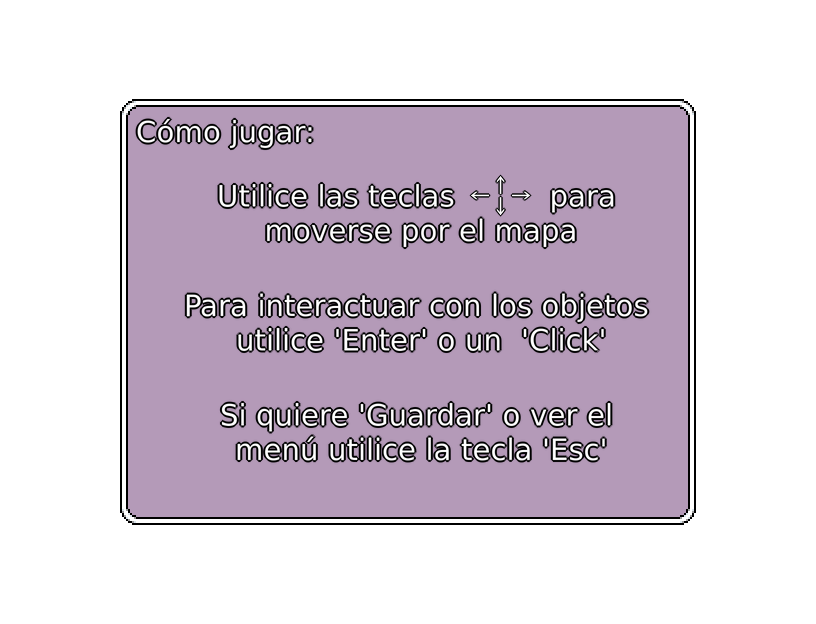 Cómo jugar:
Utilice las teclas ←↕→ para
moverse por el mapa
Para interactuar con los objetos
utilice 'Enter' o un 'Click'
Si quiere 'Guardar' o ver el
menú utilice la tecla 'Esc'